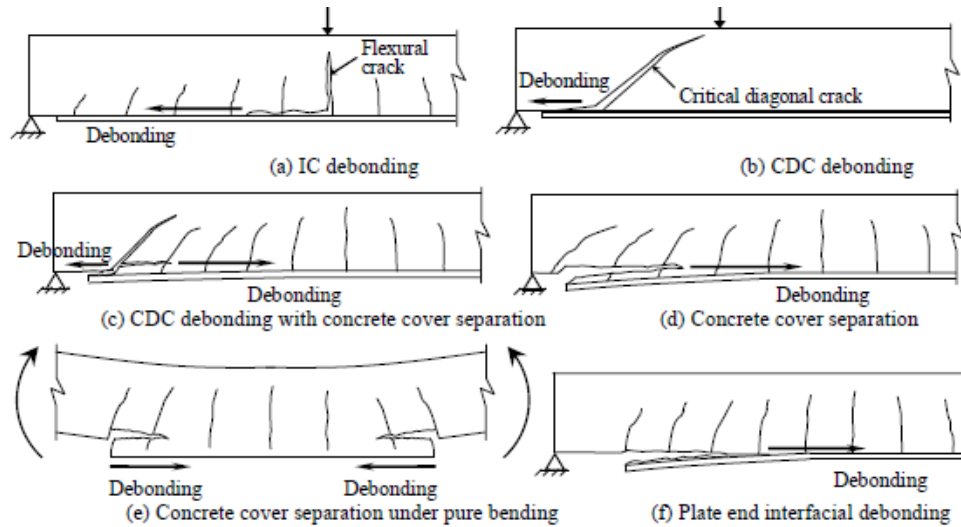 Flexural
crack
Debonding
(a) IC debonding
Debonding
Critical diagonal crack
(b) CDC debonding
Debonding
Debonding
(c) CDC debonding with concrete cover separation
Debonding
(d) Concrete cover separation
Debonding
Debonding
(e) Concrete cover separation under pure bending
Debonding
(f) Plate end interfacial debonding